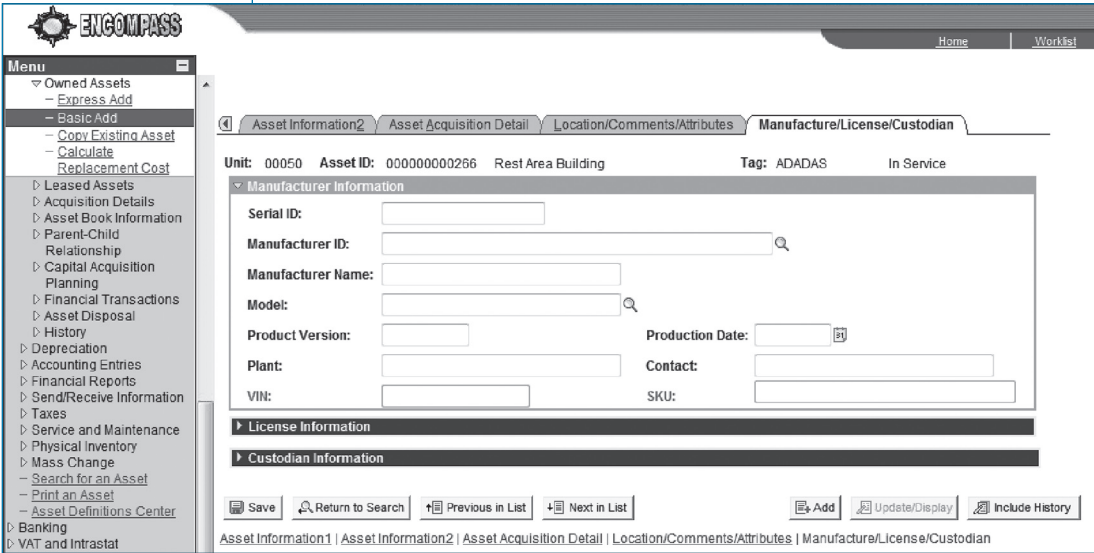 ENCOMPASS
Home Worklist
Menu
Owned Assets
Express Add
Basic Add
Copy Existing Asset
Calculate
Replacement Cost
Leased Assets
Acquisition Details
Asset Book Information
Parent-Child
Relationship
Capital Acquisition
Planning
Financial Transactions
Asset Disposal
History
Depreciation
Accounting Entries
Financial Reports
Send/Receive Information
Taxes
Service and Maintenance
Physical Inventory
Mass Change
Search for an Asset
Print an Asset
Asset Definitions Center
Banking
VAT and Intrastat
Asset Information2 Asset Acquisition Detail Location/Comments/Attributes Manufacture/License/Custodian
Unit: 00050 Asset ID: 000000000266 Rest Area Building Tag: ADADAS In Service
Manufacturer Information
Serial ID:
Manufacturer ID:
Manufacturer Name:
Model:
Product Version: Production Date: 31
Plant: Contact:
VIN: SKU:
License Information
Custodian Information
Save Return to Search Previous in List Next in List Add Update/Display Include History
Asset Information1 | Asset Information2 | Asset Acquisition Detail | Location/Comments/Attributes | Manufacture/License/Custodian